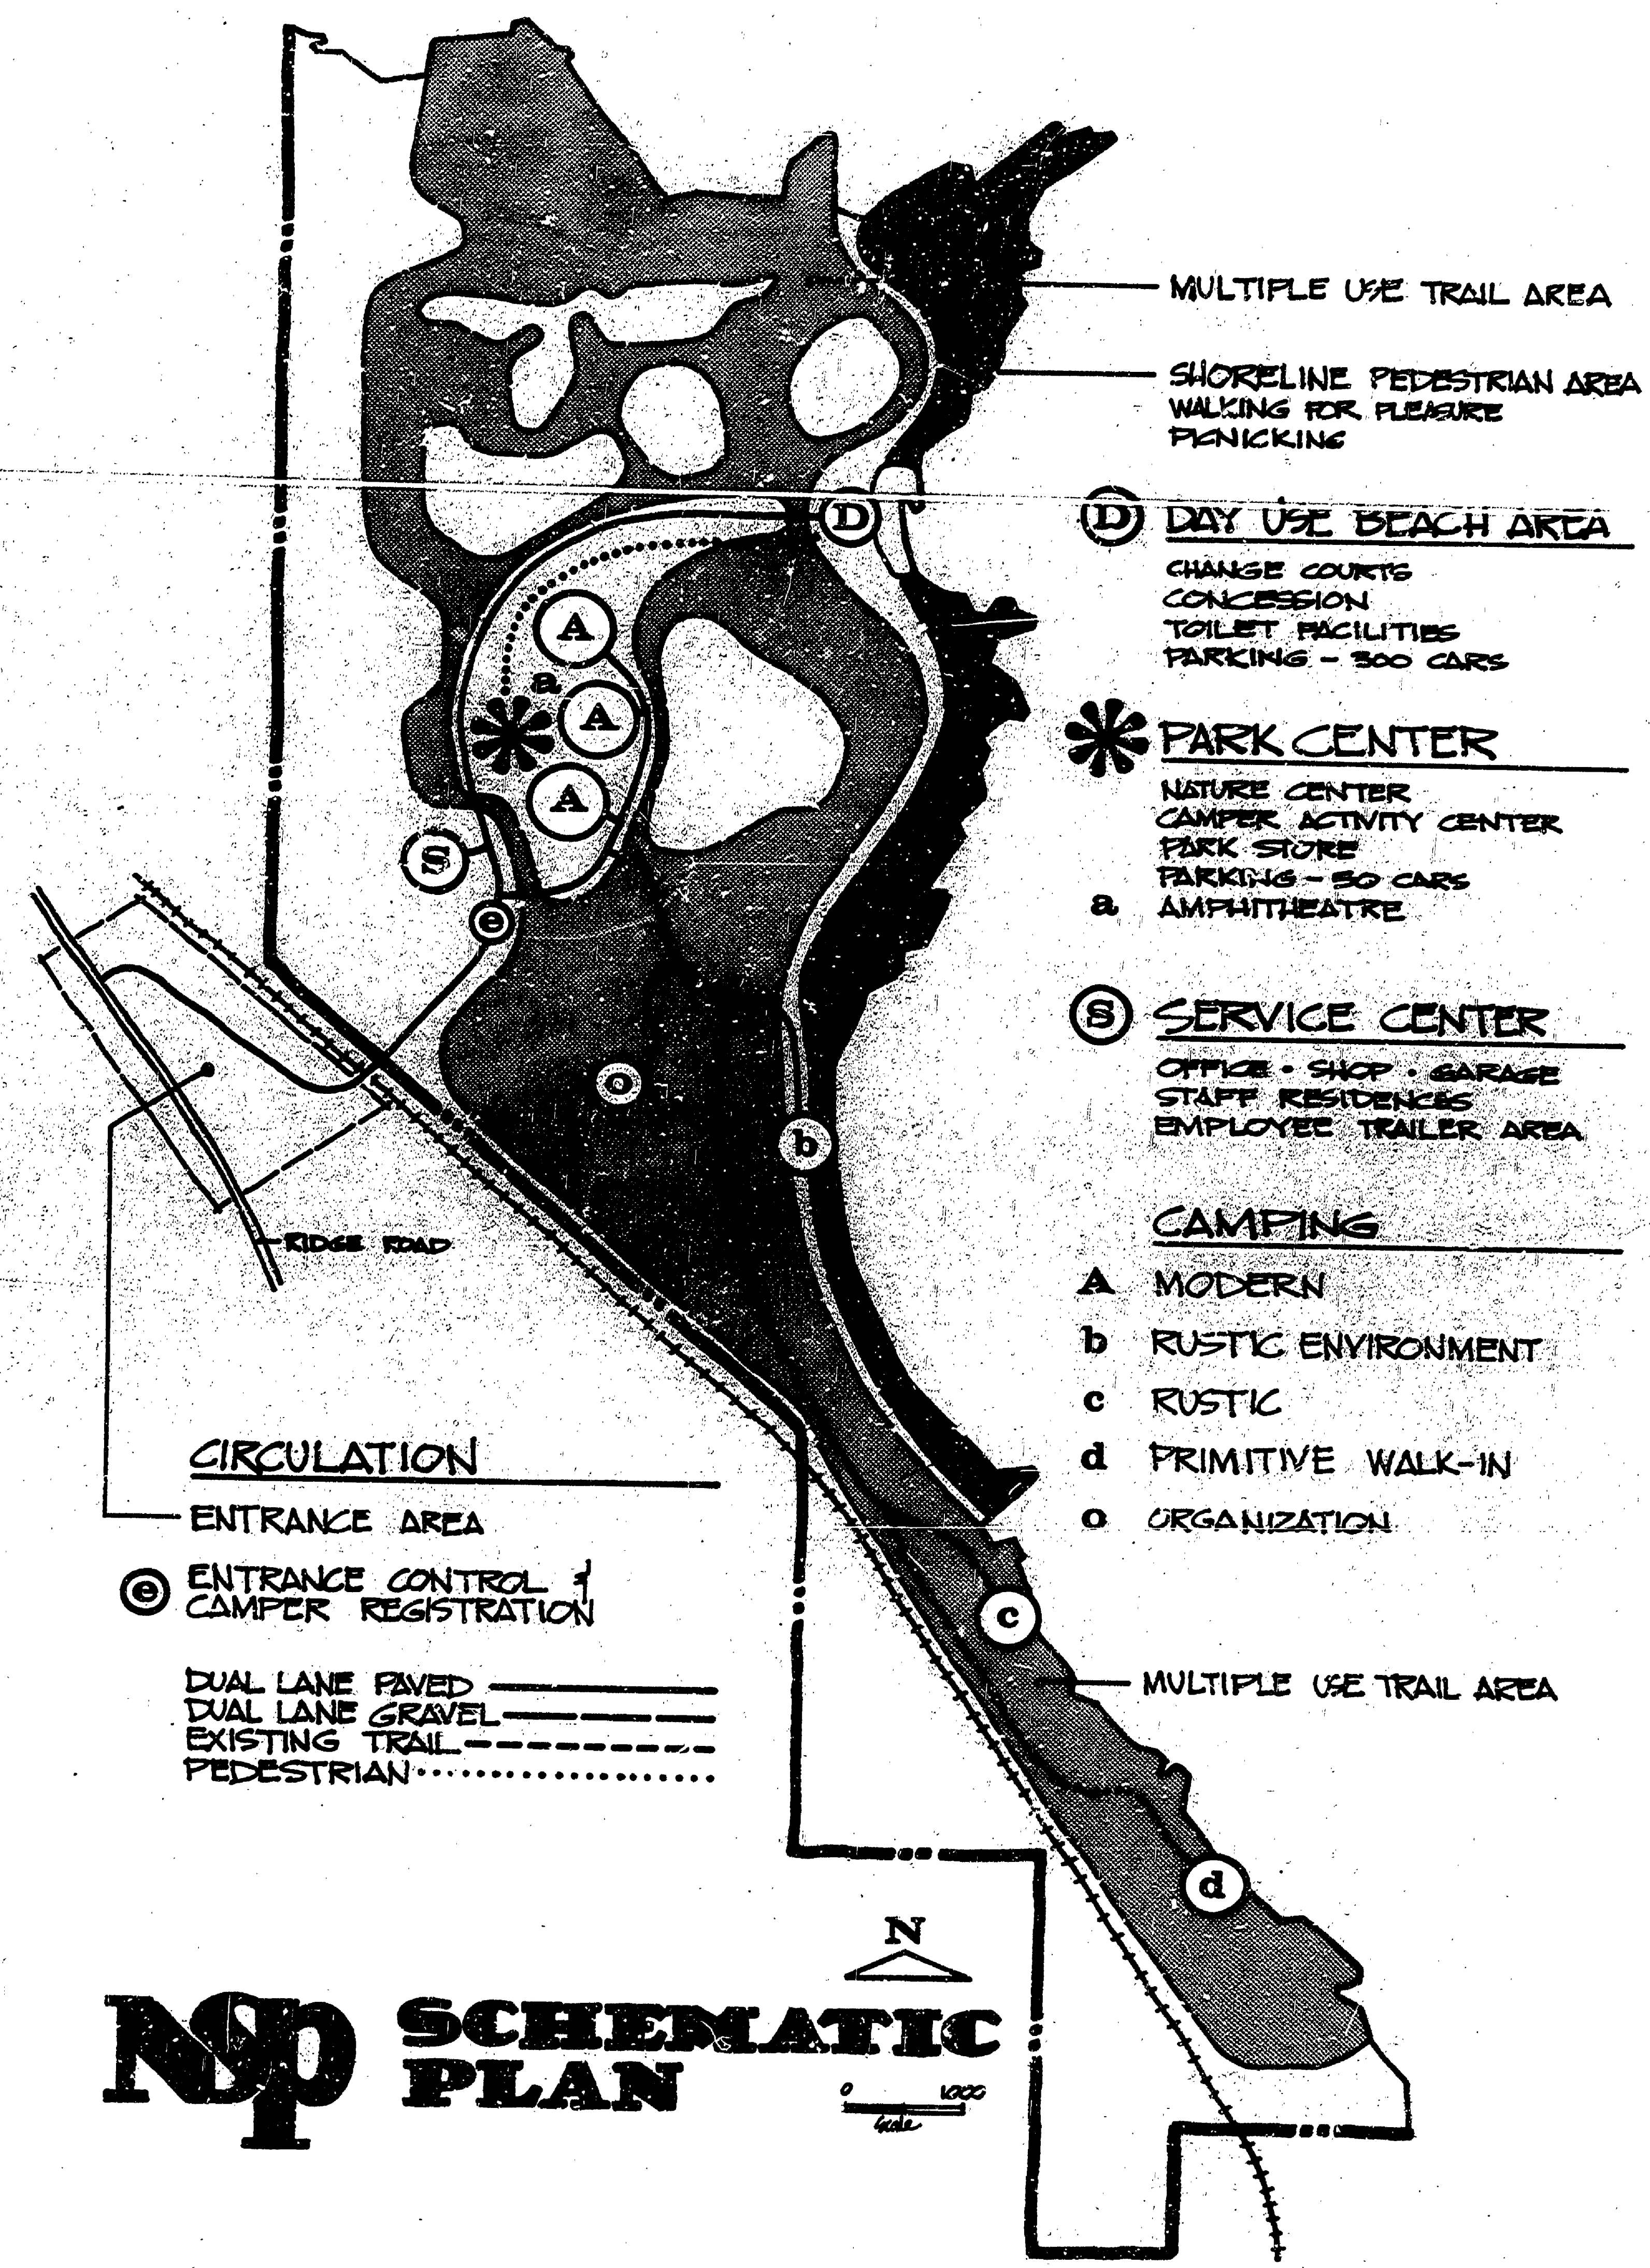 MULTIPLE USE TRAIL AREA
SHORELINE PEDESTRIAN AREA
WALKING FOR PLEASURE
PICNICKING
D DAY USE BEACH AREA
CHANGE COURTS
CONCESSION
TOILET FACILITIES
PARKING - 300 CARS
PARK CENTER
NATURE CENTER
CAMPER ACTIVITY CENTER
PARK STORE
PARKING - 50 CARS
a AMPHITHEATRE
S SERVICE CENTER
OFFICE • SHOP • GARAGE
STAFF RESIDENCES
EMPLOYEE TRAILER AREA
CAMPING
A MODERN
b RUSTIC ENVIRONMENT
c RUSTIC
d PRIMITIVE WALK-IN
o ORGANIZATION
MULTIPLE USE TRAIL AREA
D
A
a
A
A
S
e
o
b
c
d
RIDGE ROAD
CIRCULATION
ENTRANCE AREA
e ENTRANCE CONTROL &
CAMPER REGISTRATION
DUAL LANE PAVED
DUAL LANE GRAVEL
EXISTING TRAIL
PEDESTRIAN
N
NSP SCHEMATIC
PLAN
0 1000
Scale